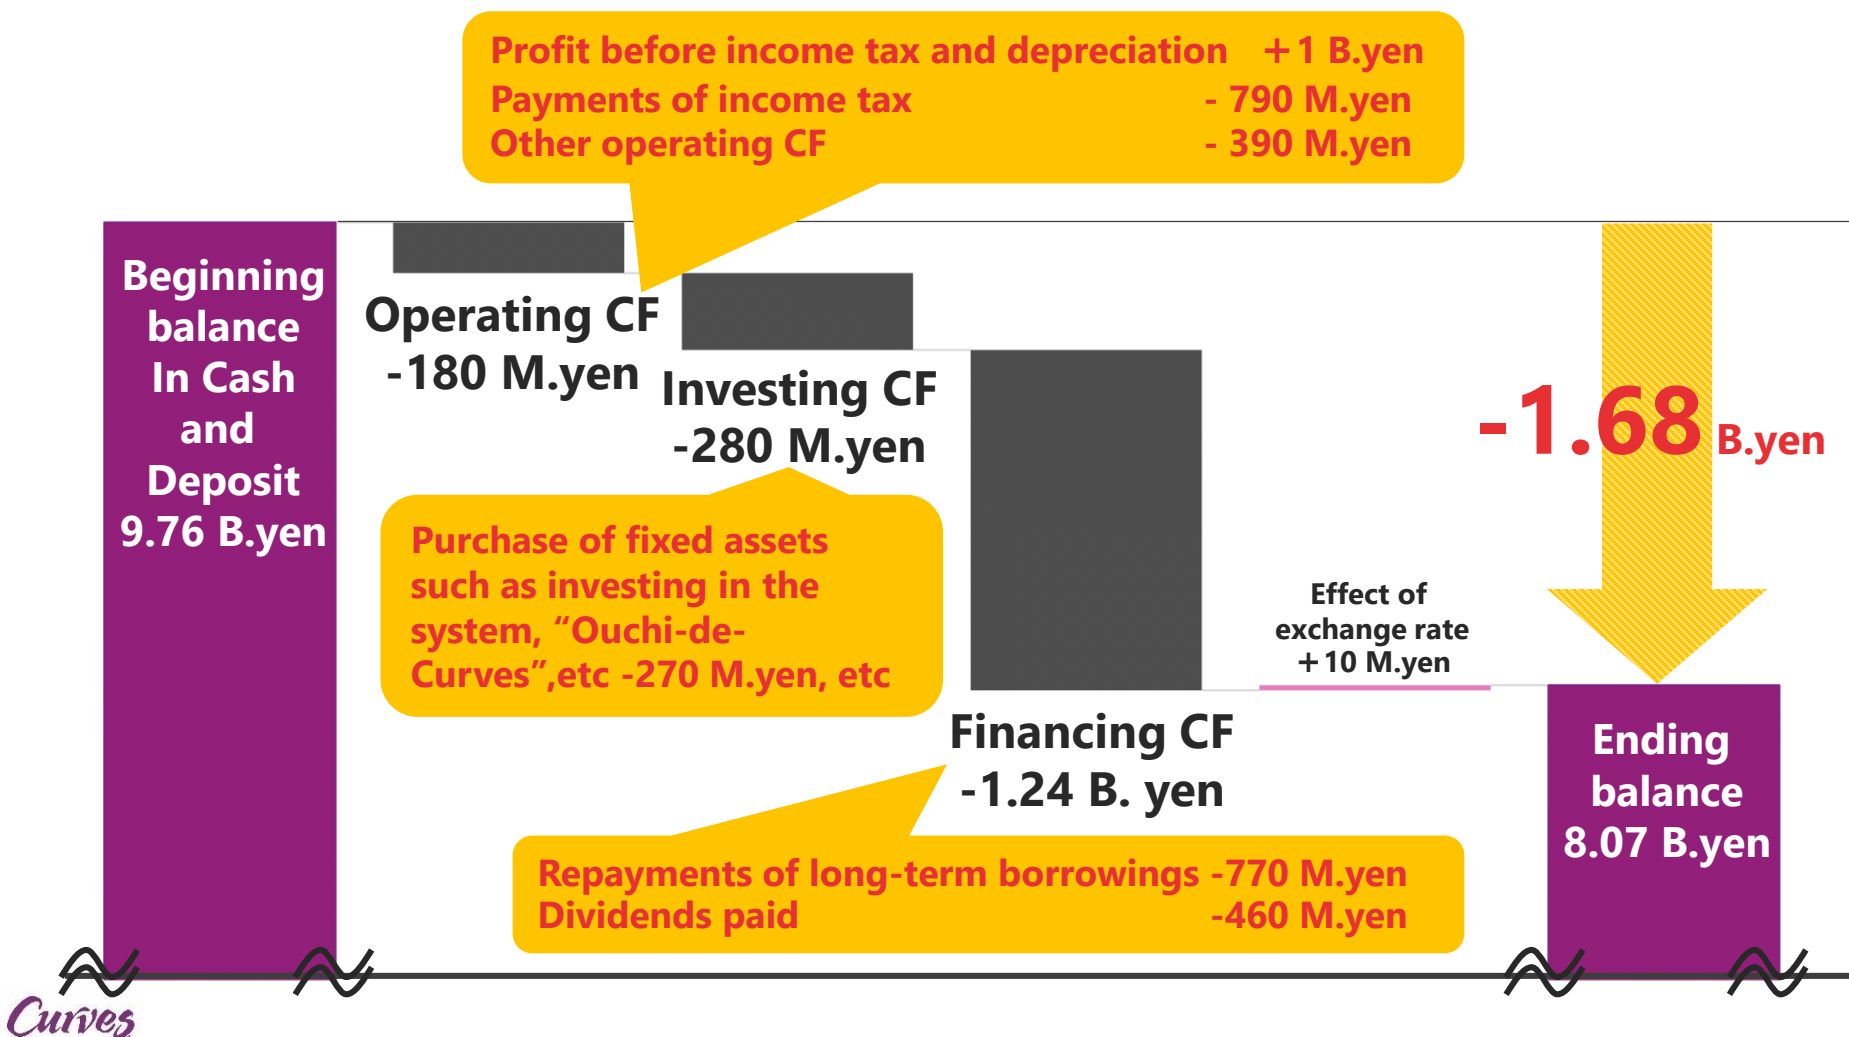 Profit before income tax and depreciation ＋1 B.yen
Payments of income tax - 790 M.yen
Other operating CF - 390 M.yen
Beginning
balance
In Cash
and
Deposit
9.76 B.yen
Operating CF
-180 M.yen
Investing CF
-280 M.yen
Purchase of fixed assets
such as investing in the
system, “Ouchi-de-
Curves”,etc -270 M.yen, etc
Financing CF
-1.24 B. yen
Repayments of long-term borrowings -770 M.yen
Dividends paid -460 M.yen
Effect of
exchange rate
＋10 M.yen
-1.68 B.yen
Ending
balance
8.07 B.yen
Curves